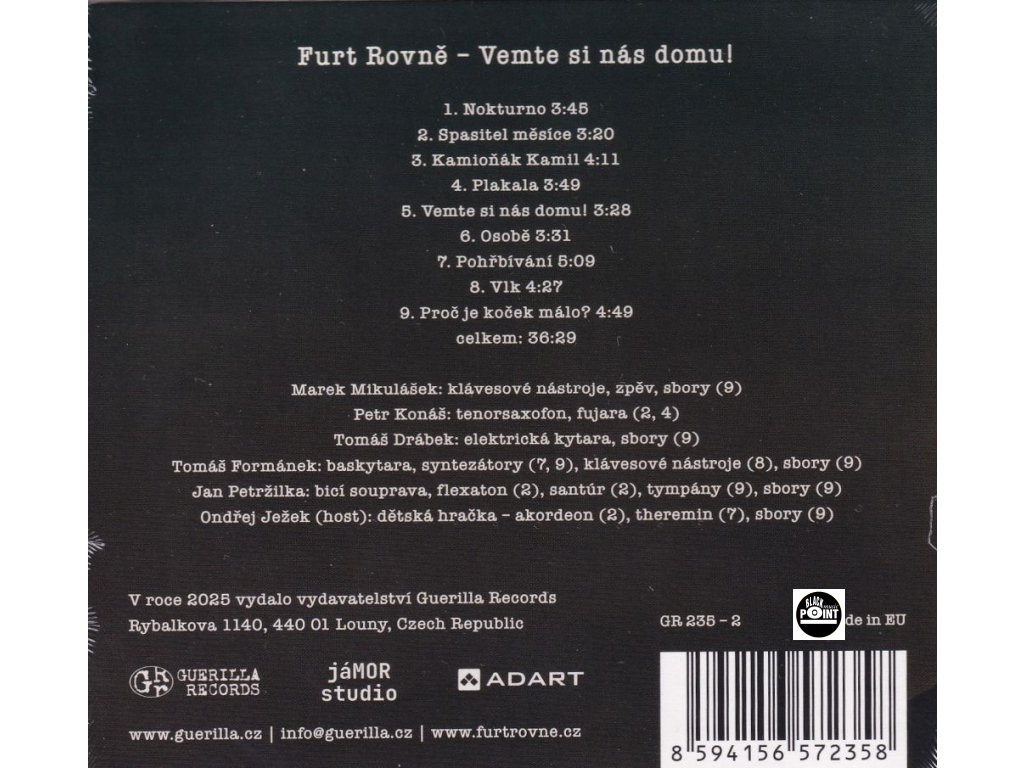 Furt Rovně – Vemte si nás domu!
1. Nokturno 3:45
2. Spasitel měsíce 3:20
3. Kamioňák Kamil 4:11
4. Plakala 3:49
5. Vemte si nás domu! 3:28
6. Osobě 3:31
7. Pohřbívání 5:09
8. Vlk 4:27
9. Proč je koček málo? 4:49
celkem: 36:29
Marek Mikulášek: klávesové nástroje, zpěv, sbory (9)
Petr Konáš: tenorsaxofon, fujara (2, 4)
Tomáš Drábek: elektrická kytara, sbory (9)
Tomáš Formánek: baskytara, syntezátory (7, 9), klávesové nástroje (8), sbory (9)
Jan Petržilka: bicí souprava, flexaton (2), santúr (2), tympány (9), sbory (9)
Ondřej Ježek (host): dětská hračka – akordeon (2), theremin (7), sbory (9)
V roce 2025 vydalo vydavatelství Guerilla Records
Rybalkova 1140, 440 01 Louny, Czech Republic
GR 235 – 2
BLACK POINT music
de in EU
GRrr GUERILLA RECORDS
jáMOR studio
ADART
www.guerilla.cz | info@guerilla.cz | www.furtrovne.cz
8 594156 572358